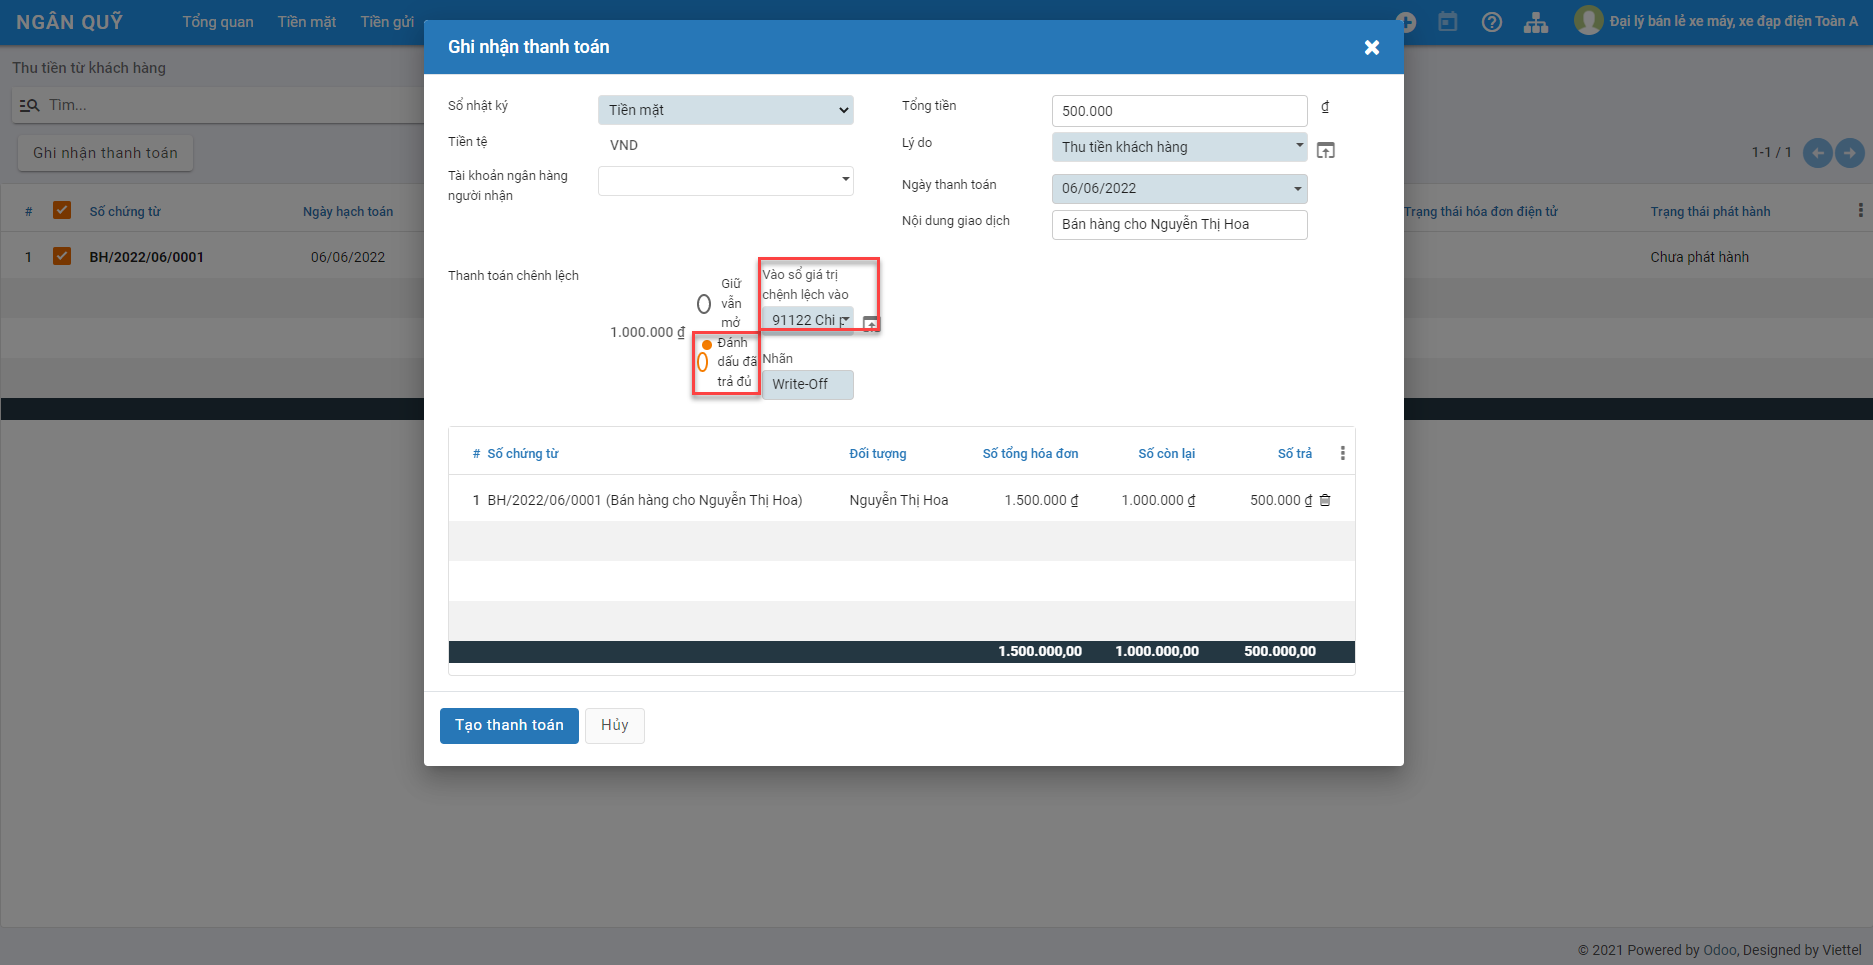 NGÂN QUỸ
Tổng quan
Tiền mặt
Tiền gửi
Đại lý bán lẻ xe máy, xe đạp điện Toàn A
Thu tiền từ khách hàng
Tìm...
Ghi nhận thanh toán
1-1 / 1
#
Số chứng từ
Ngày hạch toán
Trạng thái hóa đơn điện tử
Trạng thái phát hành
1
BH/2022/06/0001
06/06/2022
Chưa phát hành
Ghi nhận thanh toán
Sổ nhật ký
Tiền mặt
Tổng tiền
500.000
₫
Tiền tệ
VND
Lý do
Thu tiền khách hàng
Tài khoản ngân hàng
người nhận
Ngày thanh toán
06/06/2022
Nội dung giao dịch
Bán hàng cho Nguyễn Thị Hoa
Thanh toán chênh lệch
1.000.000 ₫
Giữ
vẫn
mở
Đánh
dấu đã
trả đủ
Vào sổ giá trị
chệnh lệch vào
91122 Chi
Nhãn
Write-Off
# Số chứng từ
Đối tượng
Số tổng hóa đơn
Số còn lại
Số trả
1 BH/2022/06/0001 (Bán hàng cho Nguyễn Thị Hoa)
Nguyễn Thị Hoa
1.500.000 ₫
1.000.000 ₫
500.000 ₫
1.500.000,00
1.000.000,00
500.000,00
Tạo thanh toán
Hủy
© 2021 Powered by Odoo, Designed by Viettel